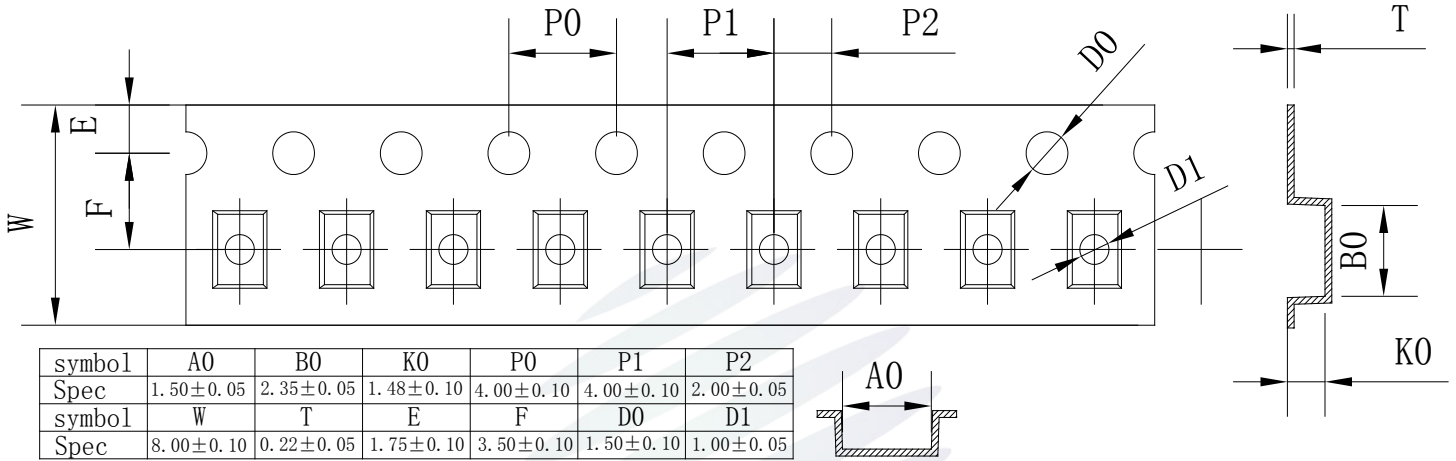 P0 P1 P2 D0 T
E
F
W
D1
B0
K0
A0
symbol A0 B0 K0 P0 P1 P2
Spec 1.50±0.05 2.35±0.05 1.48±0.10 4.00±0.10 4.00±0.10 2.00±0.05
symbol W T E F D0 D1
Spec 8.00±0.10 0.22±0.05 1.75±0.10 3.50±0.10 1.50±0.10 1.00±0.05